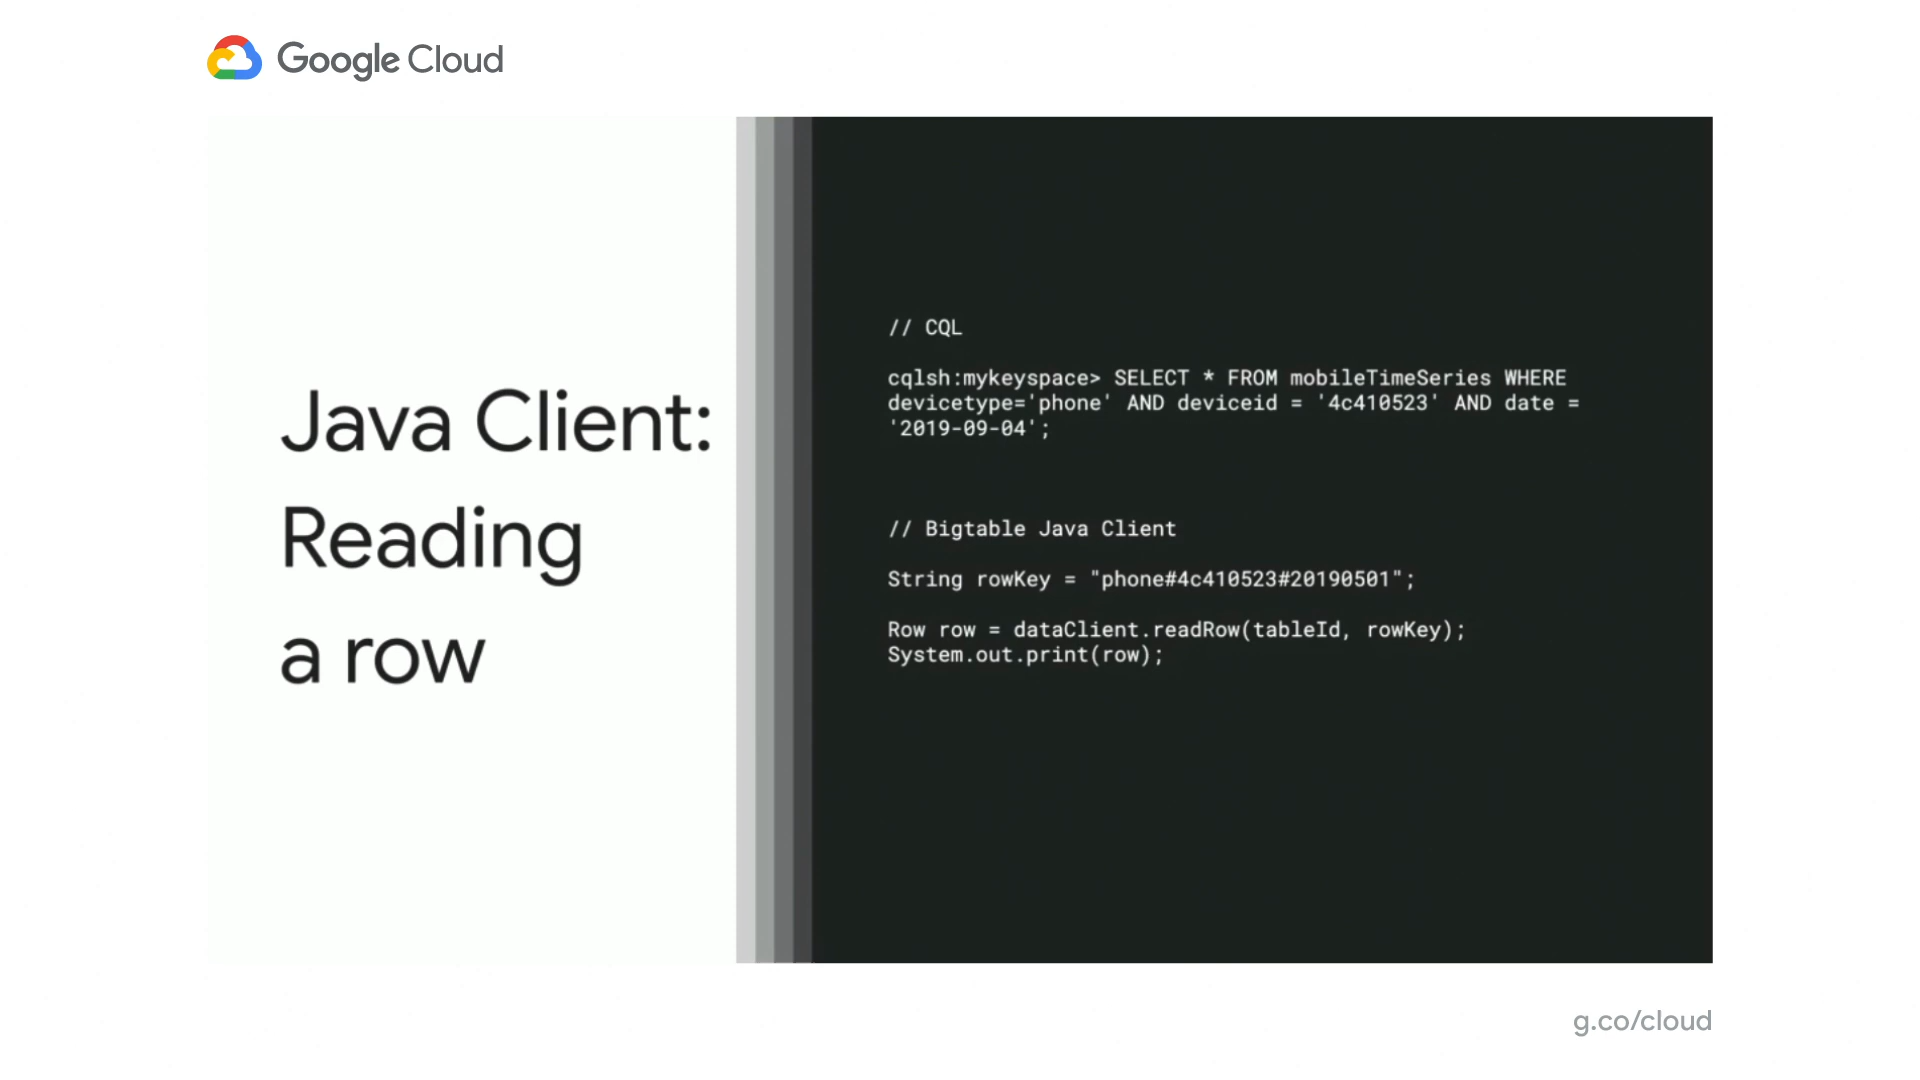 Google Cloud
Java Client:
Reading
a row
// CQL
cqlsh:mykeyspace> SELECT * FROM mobileTimeSeries WHERE
devicetype='phone' AND deviceid = '4c410523' AND date =
'2019-09-04';
// Bigtable Java Client
String rowKey = "phone#4c410523#20190501";
Row row = dataClient.readRow(tableId, rowKey);
System.out.print(row);
g.co/cloud